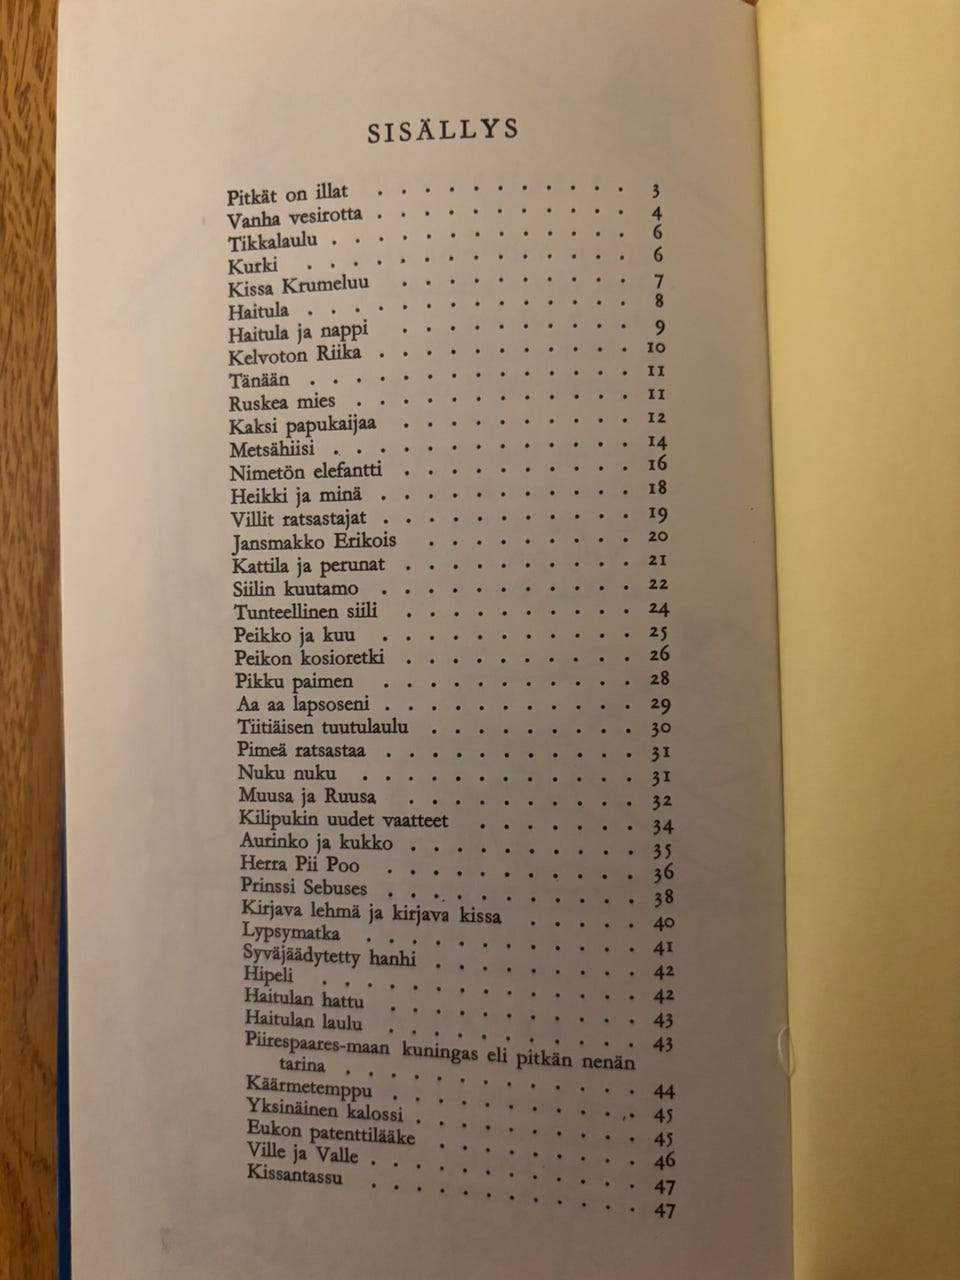 SISÄLLYS
Pitkät on illat . . . . . . . . . . . 3
Vanha vesirotta . . . . . . . . . . . 4
Tikkalaulu . . . . . . . . . . . . . 6
Kurki . . . . . . . . . . . . . . 6
Kissa Krumeluu . . . . . . . . . . 7
Haitula . . . . . . . . . . . . . . 8
Haitula ja nappi . . . . . . . . . . 9
Kelvoton Riika . . . . . . . . . . . 10
Tänään . . . . . . . . . . . . . . 11
Ruskea mies . . . . . . . . . . . . 11
Kaksi papukaijaa . . . . . . . . . . 12
Metsähiisi . . . . . . . . . . . . . 14
Nimetön elefantti . . . . . . . . . . 16
Heikki ja minä . . . . . . . . . . . 18
Villit ratsastajat . . . . . . . . . . . 19
Jansmakko Erikois . . . . . . . . . 20
Kattila ja perunat . . . . . . . . . . 21
Siilin kuutamo . . . . . . . . . . . 22
Tunteellinen siili . . . . . . . . . . 24
Peikko ja kuu . . . . . . . . . . . 25
Peikon kosioretki . . . . . . . . . . 26
Pikku paimen . . . . . . . . . . . 28
Aa aa lapsoseni . . . . . . . . . . . 29
Tiitiäisen tuutulaulu . . . . . . . . . 30
Pimeä ratsastaa . . . . . . . . . . . 31
Nuku nuku . . . . . . . . . . . . 31
Muusa ja Ruusa . . . . . . . . . . 32
Kilipukin uudet vaatteet . . . . . . . 34
Aurinko ja kukko . . . . . . . . . . 35
Herra Pii Poo . . . . . . . . . . . 36
Prinssi Sebuses . . . . . . . . . . . 38
Kirjava lehmä ja kirjava kissa . . . . . 40
Lypsymatka . . . . . . . . . . . . 41
Syväjäädytetty hanhi . . . . . . . . . 42
Hipeli . . . . . . . . . . . . . . 42
Haitulan hattu . . . . . . . . . . . 43
Haitulan laulu . . . . . . . . . . . 43
Piirespaares-maan kuningas eli pitkän nenän
tarina . . . . . . . . . . . . . 44
Käärmetemppu . . . . . . . . . . . 45
Yksinäinen kalossi . . . . . . . . . . 45
Eukon patenttilääke . . . . . . . . . 46
Ville ja Valle . . . . . . . . . . . . 47
Kissantassu . . . . . . . . . . . . 47